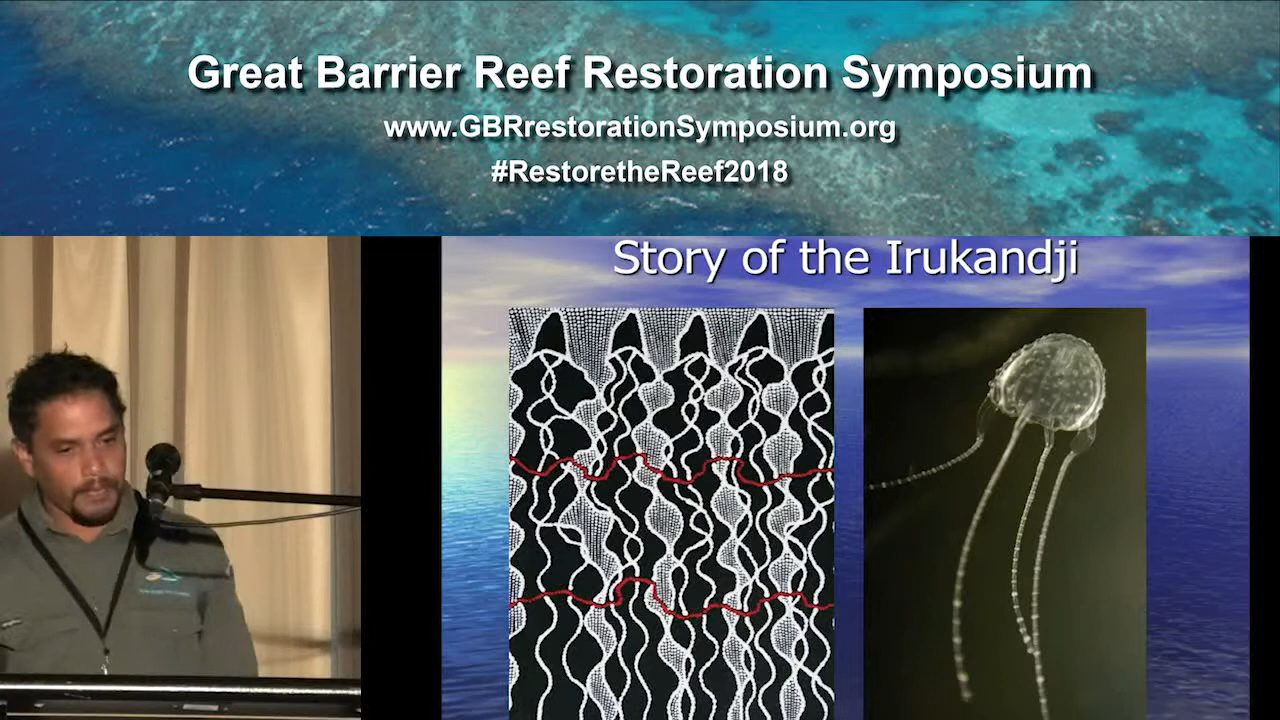 Great Barrier Reef Restoration Symposium
www.GBRrestorationSymposium.org
#RestoretheReef2018
Story of the Irukandji